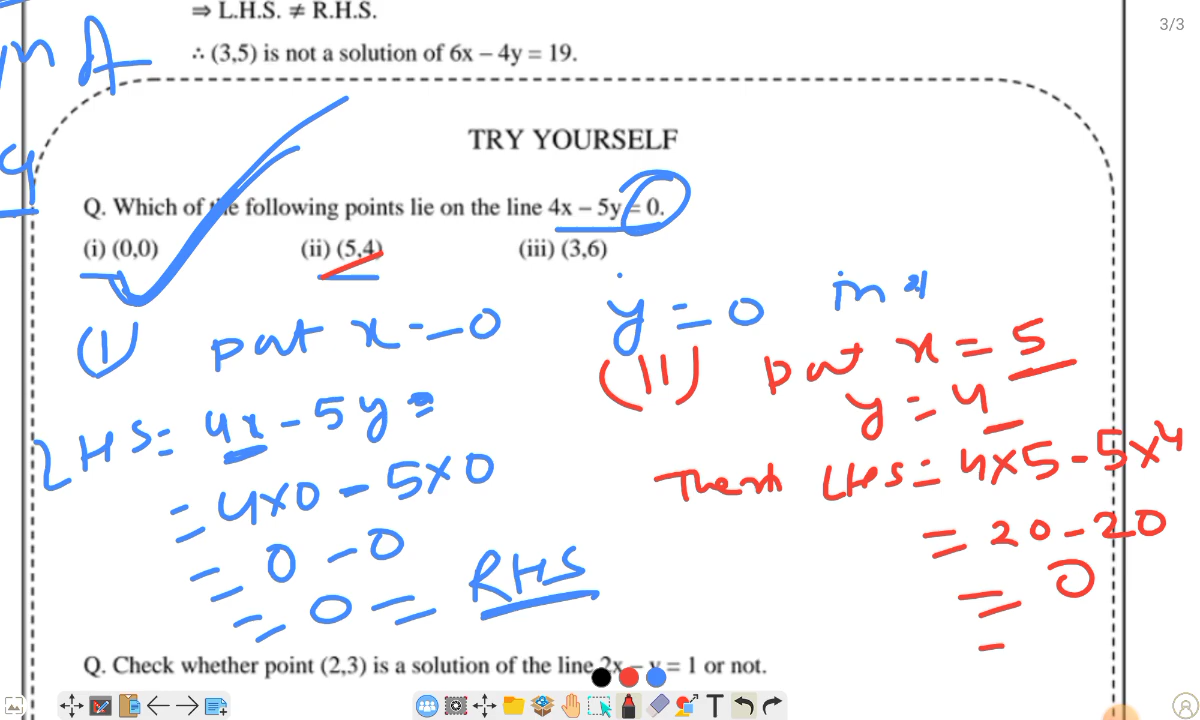 ⇒ L.H.S. ≠ R.H.S.
3/3
∴ (3,5) is not a solution of 6x – 4y = 19.
TRY YOURSELF
Q. Which of the following points lie on the line 4x – 5y = 0.
(i) (0,0) (ii) (5,4) (iii) (3,6)
(I) put x = 0 y = 0 in
LHS = 4x - 5y =
= 4x0 - 5x0
= 0 - 0
= 0 = RHS
(II) put x = 5
y = 4
Then LHS = 4x5 - 5x4
= 20 - 20
= 0
=
Q. Check whether point (2,3) is a solution of the line 2x – y = 1 or not.